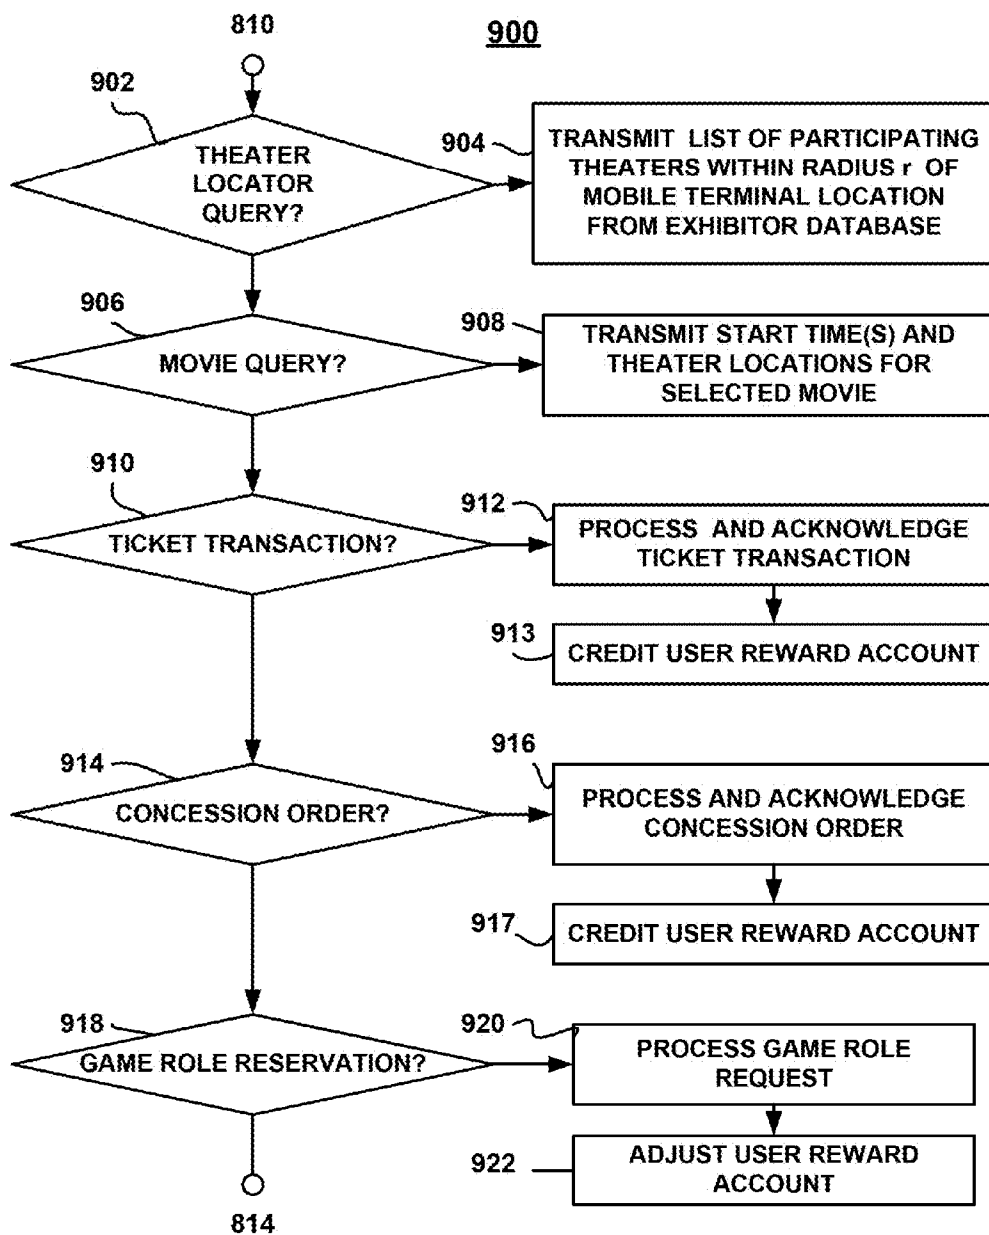 810
900
902
THEATER
LOCATOR
QUERY?
904
TRANSMIT LIST OF PARTICIPATING
THEATERS WITHIN RADIUS r OF
MOBILE TERMINAL LOCATION
FROM EXHIBITOR DATABASE
906
MOVIE QUERY?
908
TRANSMIT START TIME(S) AND
THEATER LOCATIONS FOR
SELECTED MOVIE
910
TICKET TRANSACTION?
912
PROCESS AND ACKNOWLEDGE
TICKET TRANSACTION
913
CREDIT USER REWARD ACCOUNT
914
CONCESSION ORDER?
916
PROCESS AND ACKNOWLEDGE
CONCESSION ORDER
917
CREDIT USER REWARD ACCOUNT
918
GAME ROLE RESERVATION?
920
PROCESS GAME ROLE
REQUEST
922
ADJUST USER REWARD
ACCOUNT
814